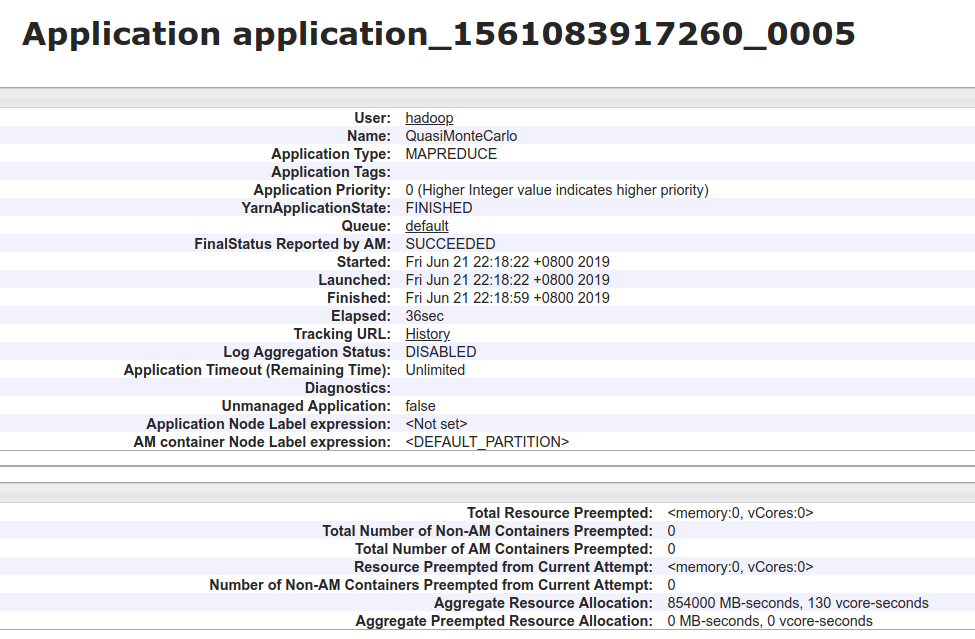 Application application_1561083917260_0005
User: hadoop
Name: QuasiMonteCarlo
Application Type: MAPREDUCE
Application Tags:
Application Priority: 0 (Higher Integer value indicates higher priority)
YarnApplicationState: FINISHED
Queue: default
FinalStatus Reported by AM: SUCCEEDED
Started: Fri Jun 21 22:18:22 +0800 2019
Launched: Fri Jun 21 22:18:22 +0800 2019
Finished: Fri Jun 21 22:18:59 +0800 2019
Elapsed: 36sec
Tracking URL: History
Log Aggregation Status: DISABLED
Application Timeout (Remaining Time): Unlimited
Diagnostics:
Unmanaged Application: false
Application Node Label expression: <Not set>
AM container Node Label expression: <DEFAULT_PARTITION>
Total Resource Preempted: <memory:0, vCores:0>
Total Number of Non-AM Containers Preempted: 0
Total Number of AM Containers Preempted: 0
Resource Preempted from Current Attempt: <memory:0, vCores:0>
Number of Non-AM Containers Preempted from Current Attempt: 0
Aggregate Resource Allocation: 854000 MB-seconds, 130 vcore-seconds
Aggregate Preempted Resource Allocation: 0 MB-seconds, 0 vcore-seconds